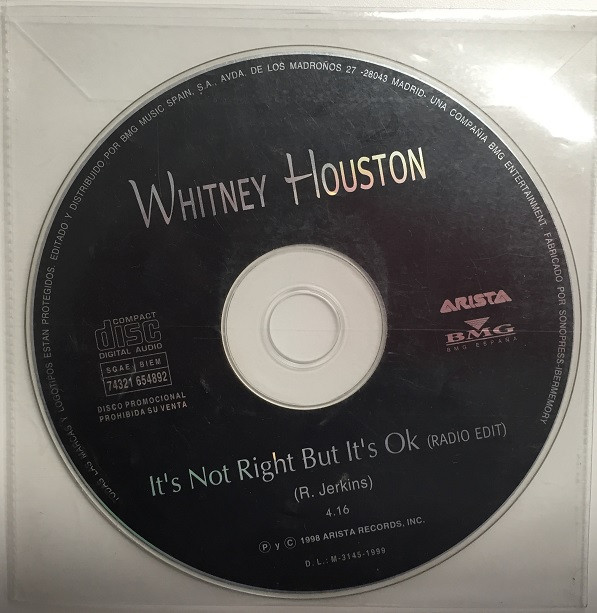 TODAS LAS MARCAS Y LOGOTIPOS ESTAN PROTEGIDOS. EDITADO Y DISTRIBUIDO POR BMG MUSIC SPAIN, S.A., AVDA. DE LOS MADROÑOS 27 -28043 MADRID- UNA COMPAÑIA BMG ENTERTAINMENT. FABRICADO POR SONOPRESS-IBERMEMORY
WHITNEY HOUSTON
ARISTA
BMG
BMG ESPAÑA
COMPACT
disc
DIGITAL AUDIO
SGAE BIEM
74321 654892
DISCO PROMOCIONAL
PROHIBIDA SU VENTA
It's Not Right But It's Ok (RADIO EDIT)
(R. Jerkins)
4.16
Ⓟ y Ⓒ 1998 ARISTA RECORDS, INC.
D. L.: M-3145-1999